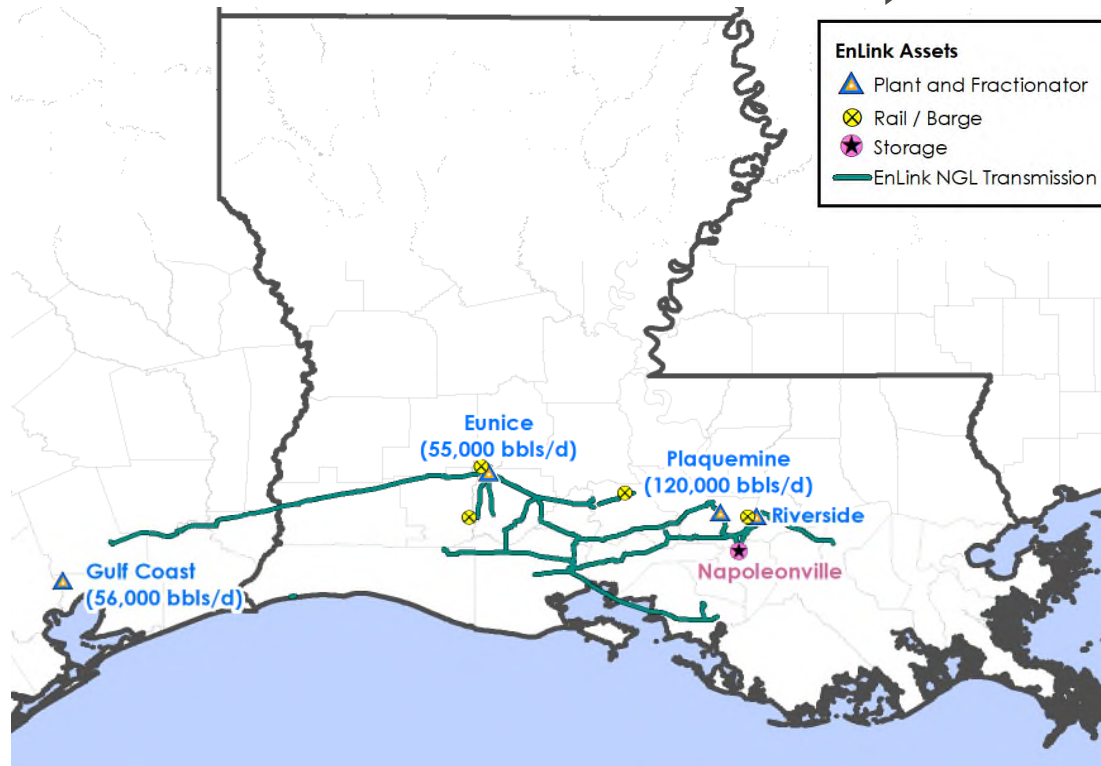 EnLink Assets
Plant and Fractionator
Rail / Barge
Storage
EnLink NGL Transmission
Eunice
(55,000 bbls/d)
Plaquemine
(120,000 bbls/d)
Riverside
Napoleonville
Gulf Coast
(56,000 bbls/d)